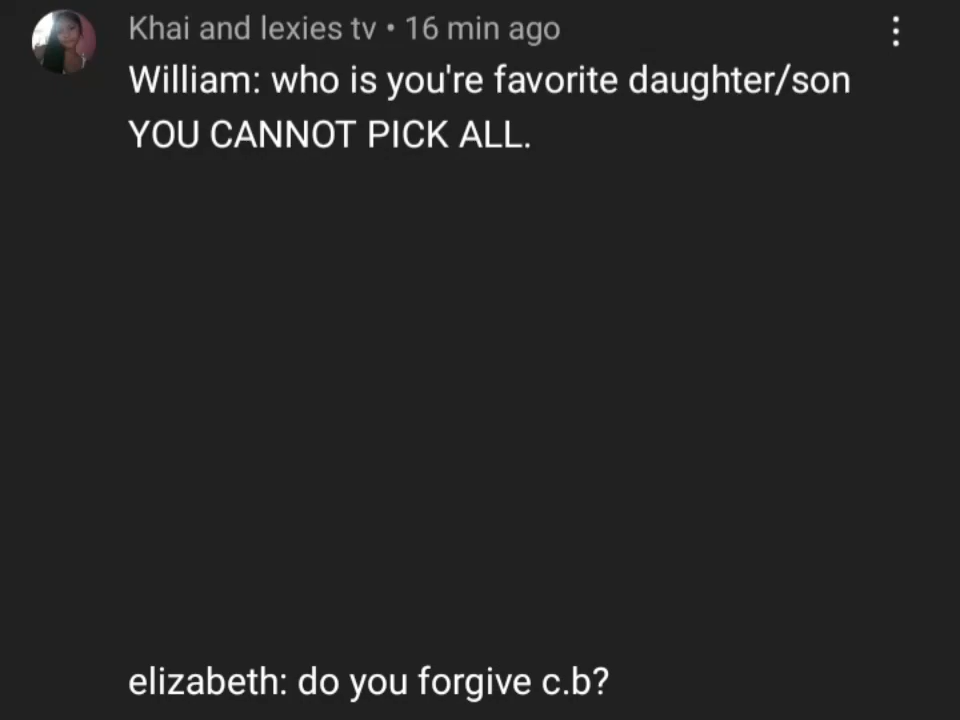 Khai and lexies tv • 16 min ago
William: who is you're favorite daughter/son
YOU CANNOT PICK ALL.
elizabeth: do you forgive c.b?